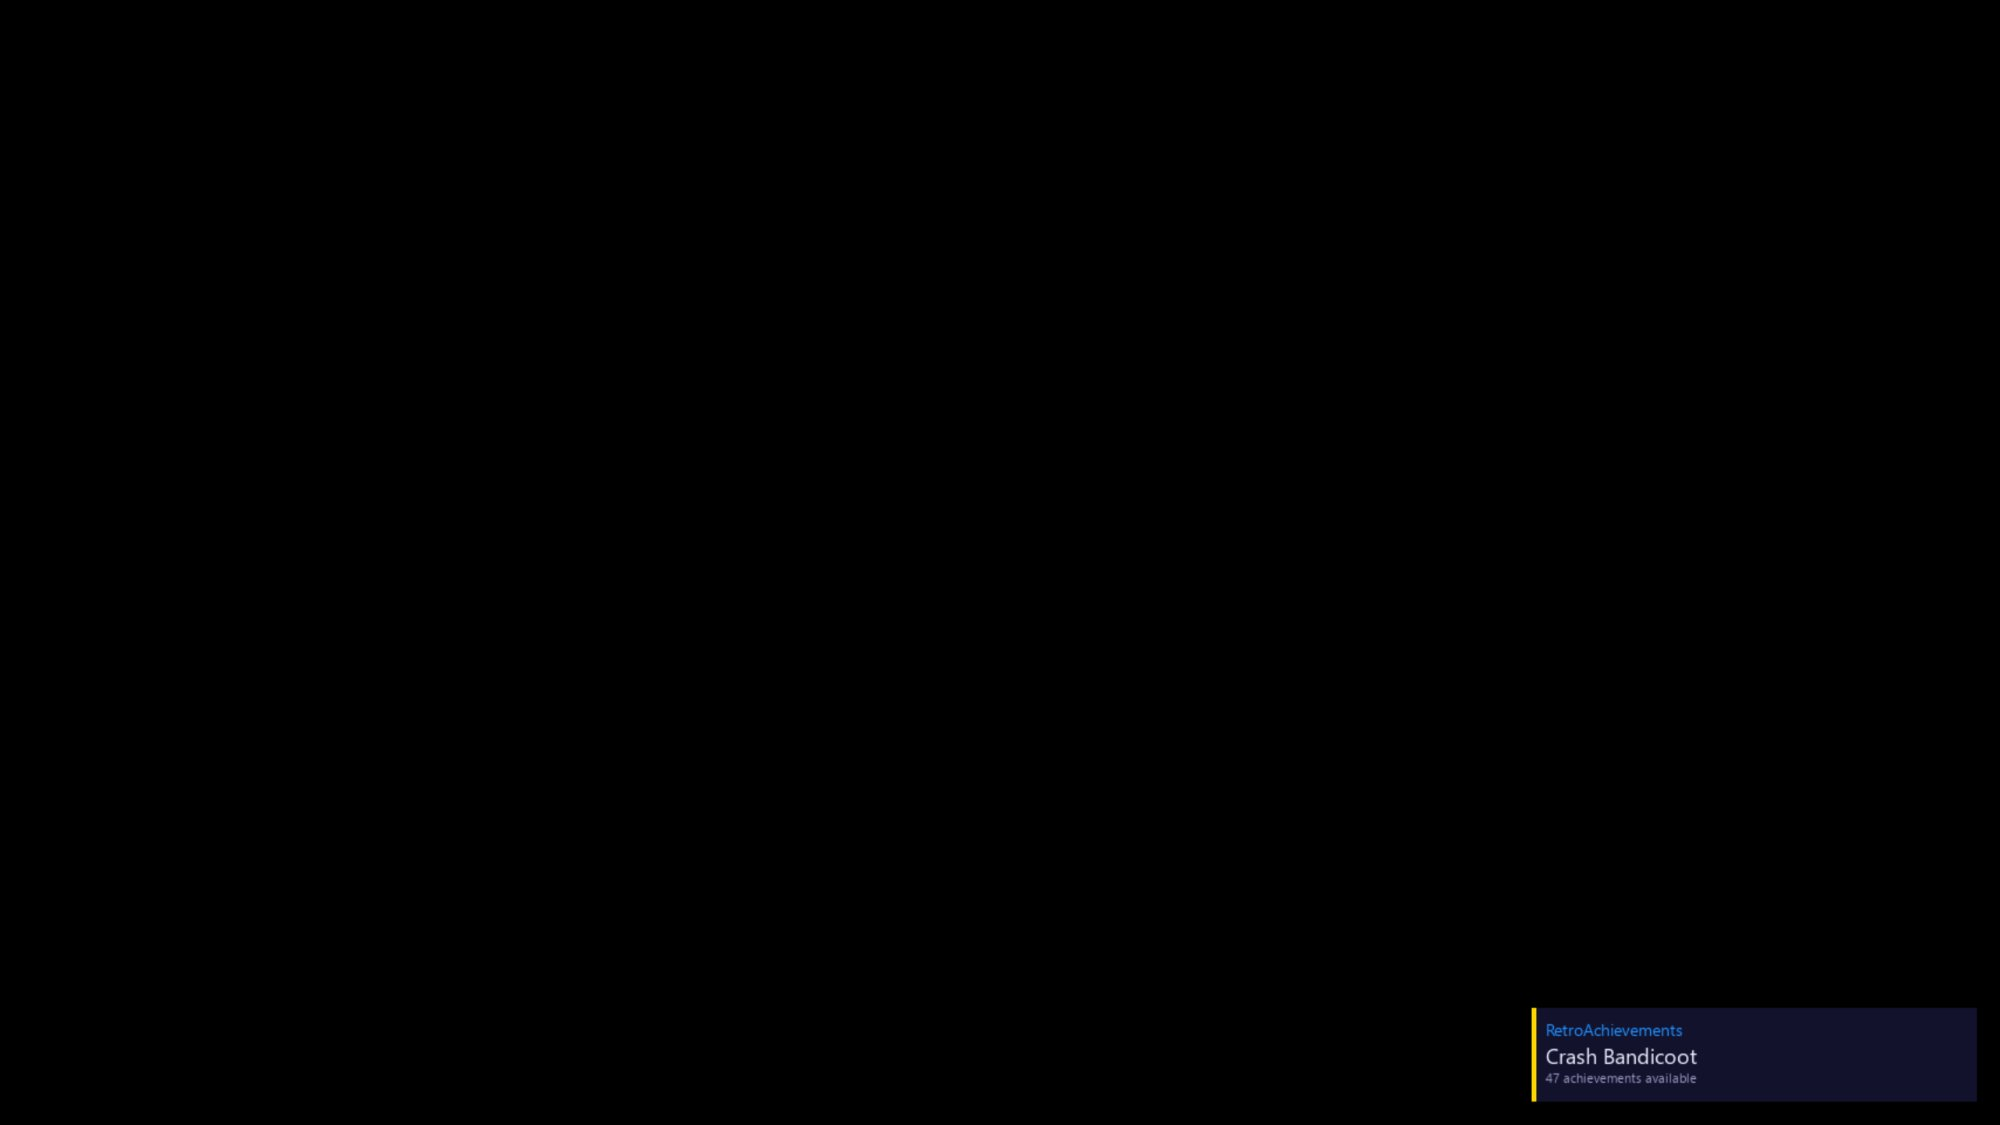 RetroAchievements
Crash Bandicoot
47 achievements available